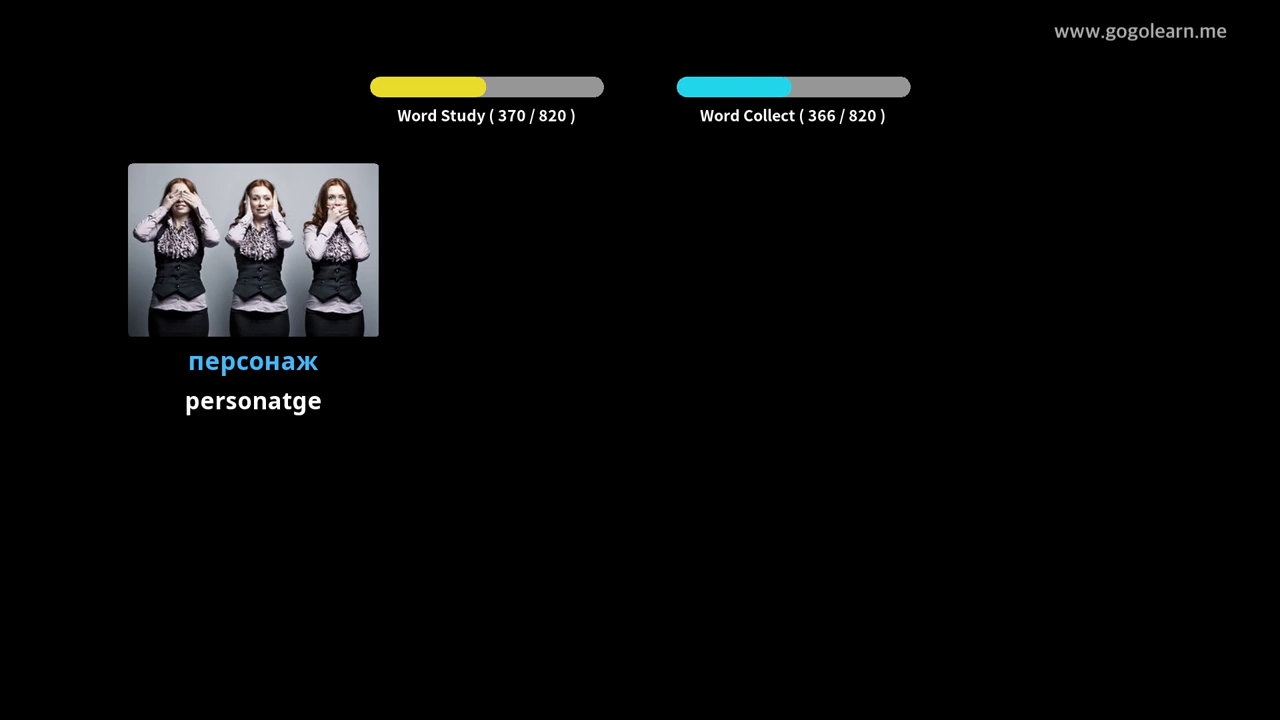 www.gogolearn.me
Word Study ( 370 / 820 )
Word Collect ( 366 / 820 )
персонаж
personatge